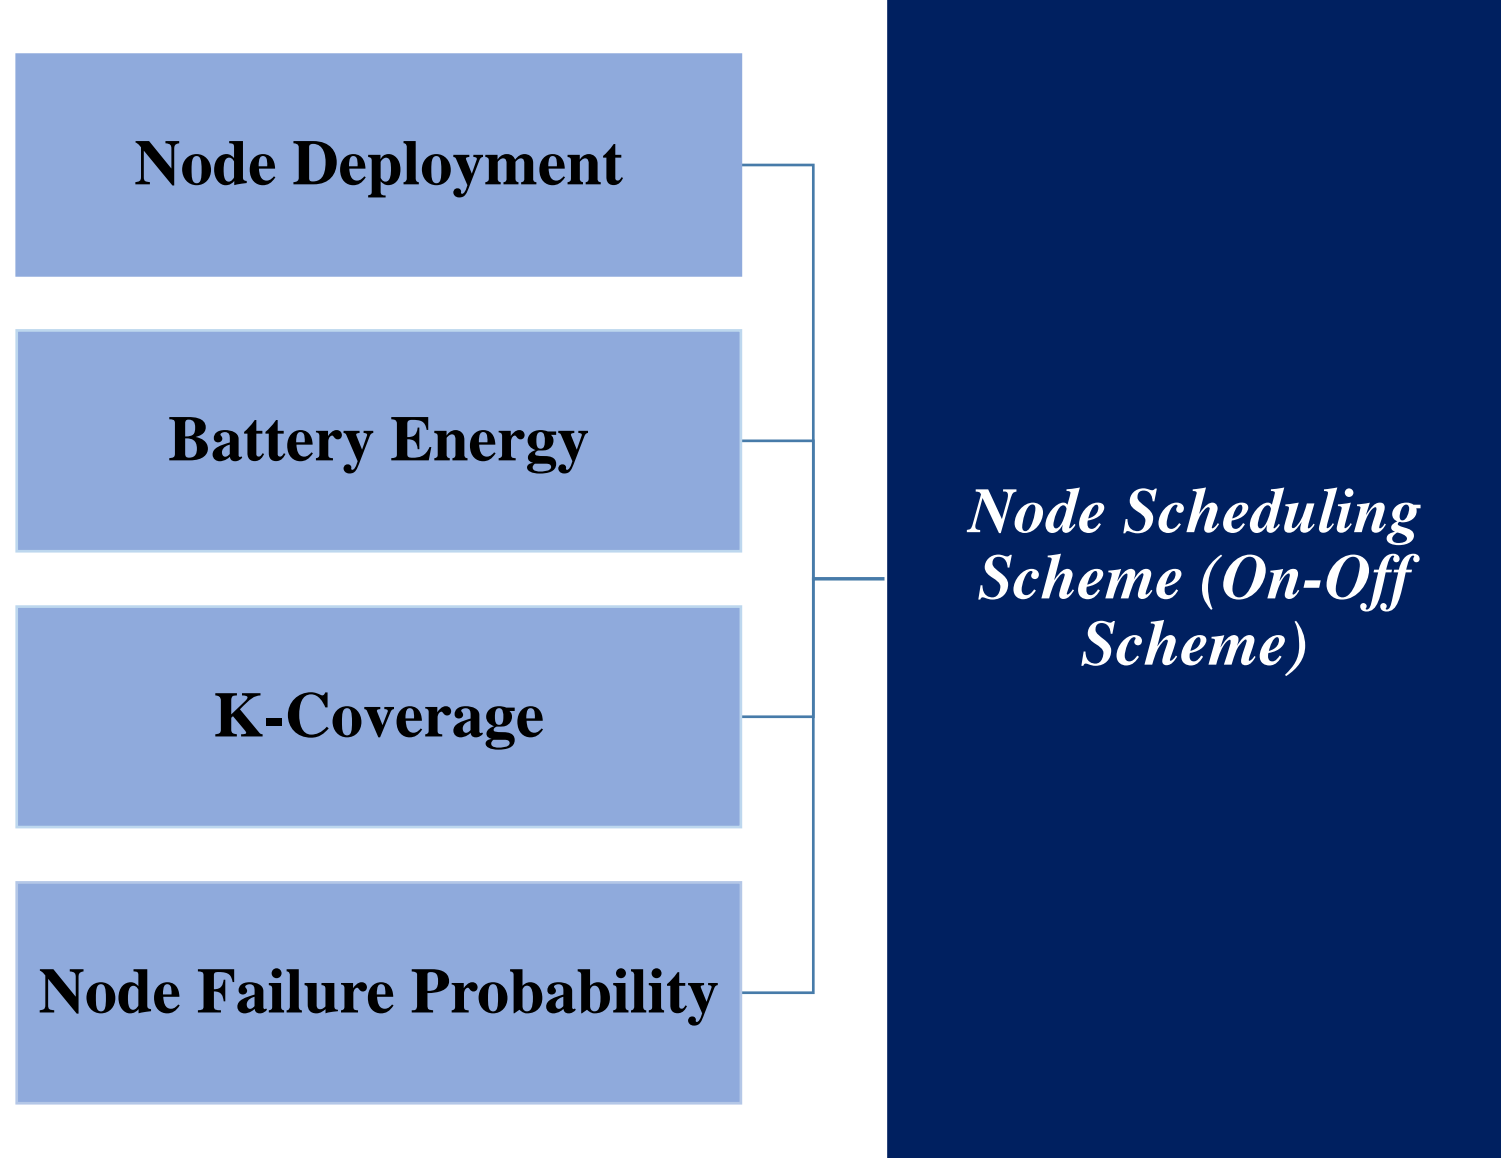 Node Deployment
Battery Energy
K-Coverage
Node Failure Probability
Node Scheduling
Scheme (On-Off
Scheme)